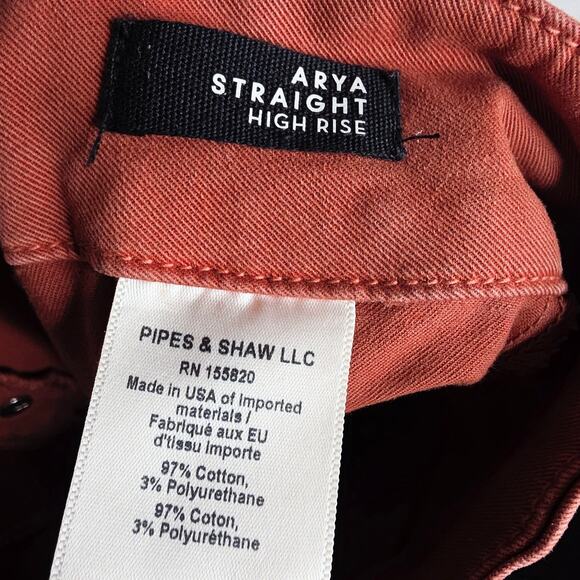 ARYA
STRAIGHT
HIGH RISE
PIPES & SHAW LLC
RN 155820
Made in USA of Imported
materials /
Fabriqué aux EU
d'tissu importe
97% Cotton,
3% Polyurethane
97% Coton,
3% Polyuréthane